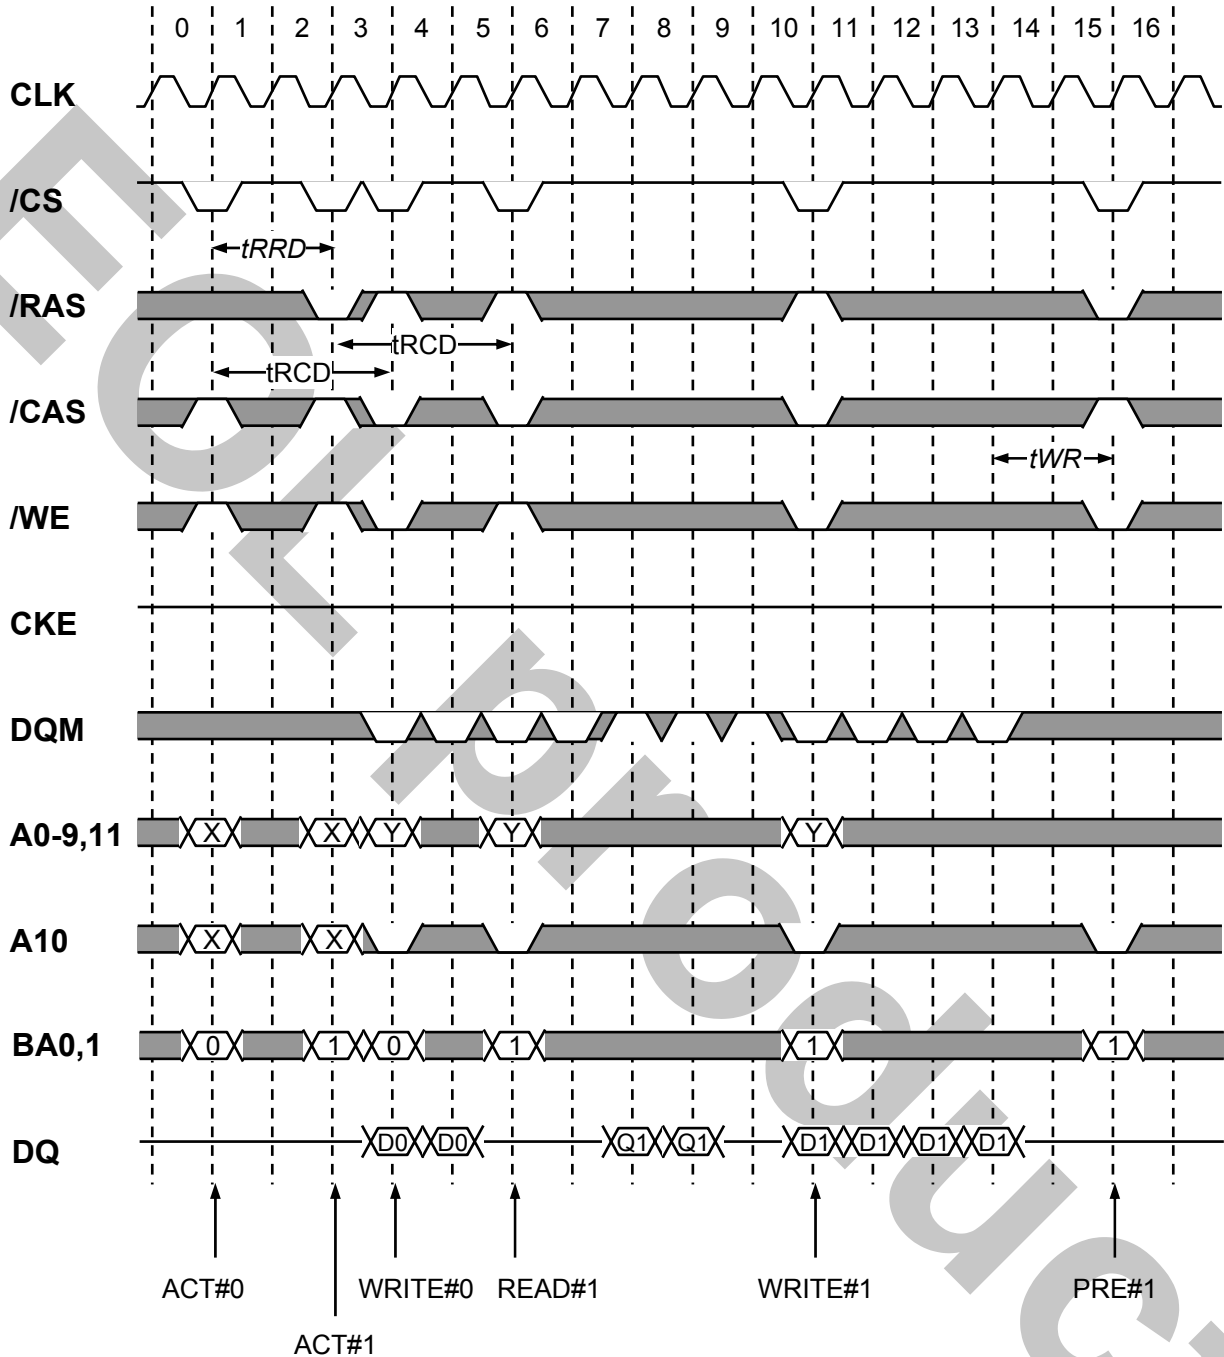 0 1 2 3 4 5 6 7 8 9 10 11 12 13 14 15 16
CLK
/CS
tRRD
/RAS
tRCD
tRCD
/CAS
tWR
/WE
CKE
DQM
A0-9,11 X X Y Y Y
A10 X X
BA0,1 0 1 0 1 1 1
DQ D0 D0 Q1 Q1 D1 D1 D1 D1
ACT#0 WRITE#0 READ#1 WRITE#1 PRE#1
ACT#1
EOL product